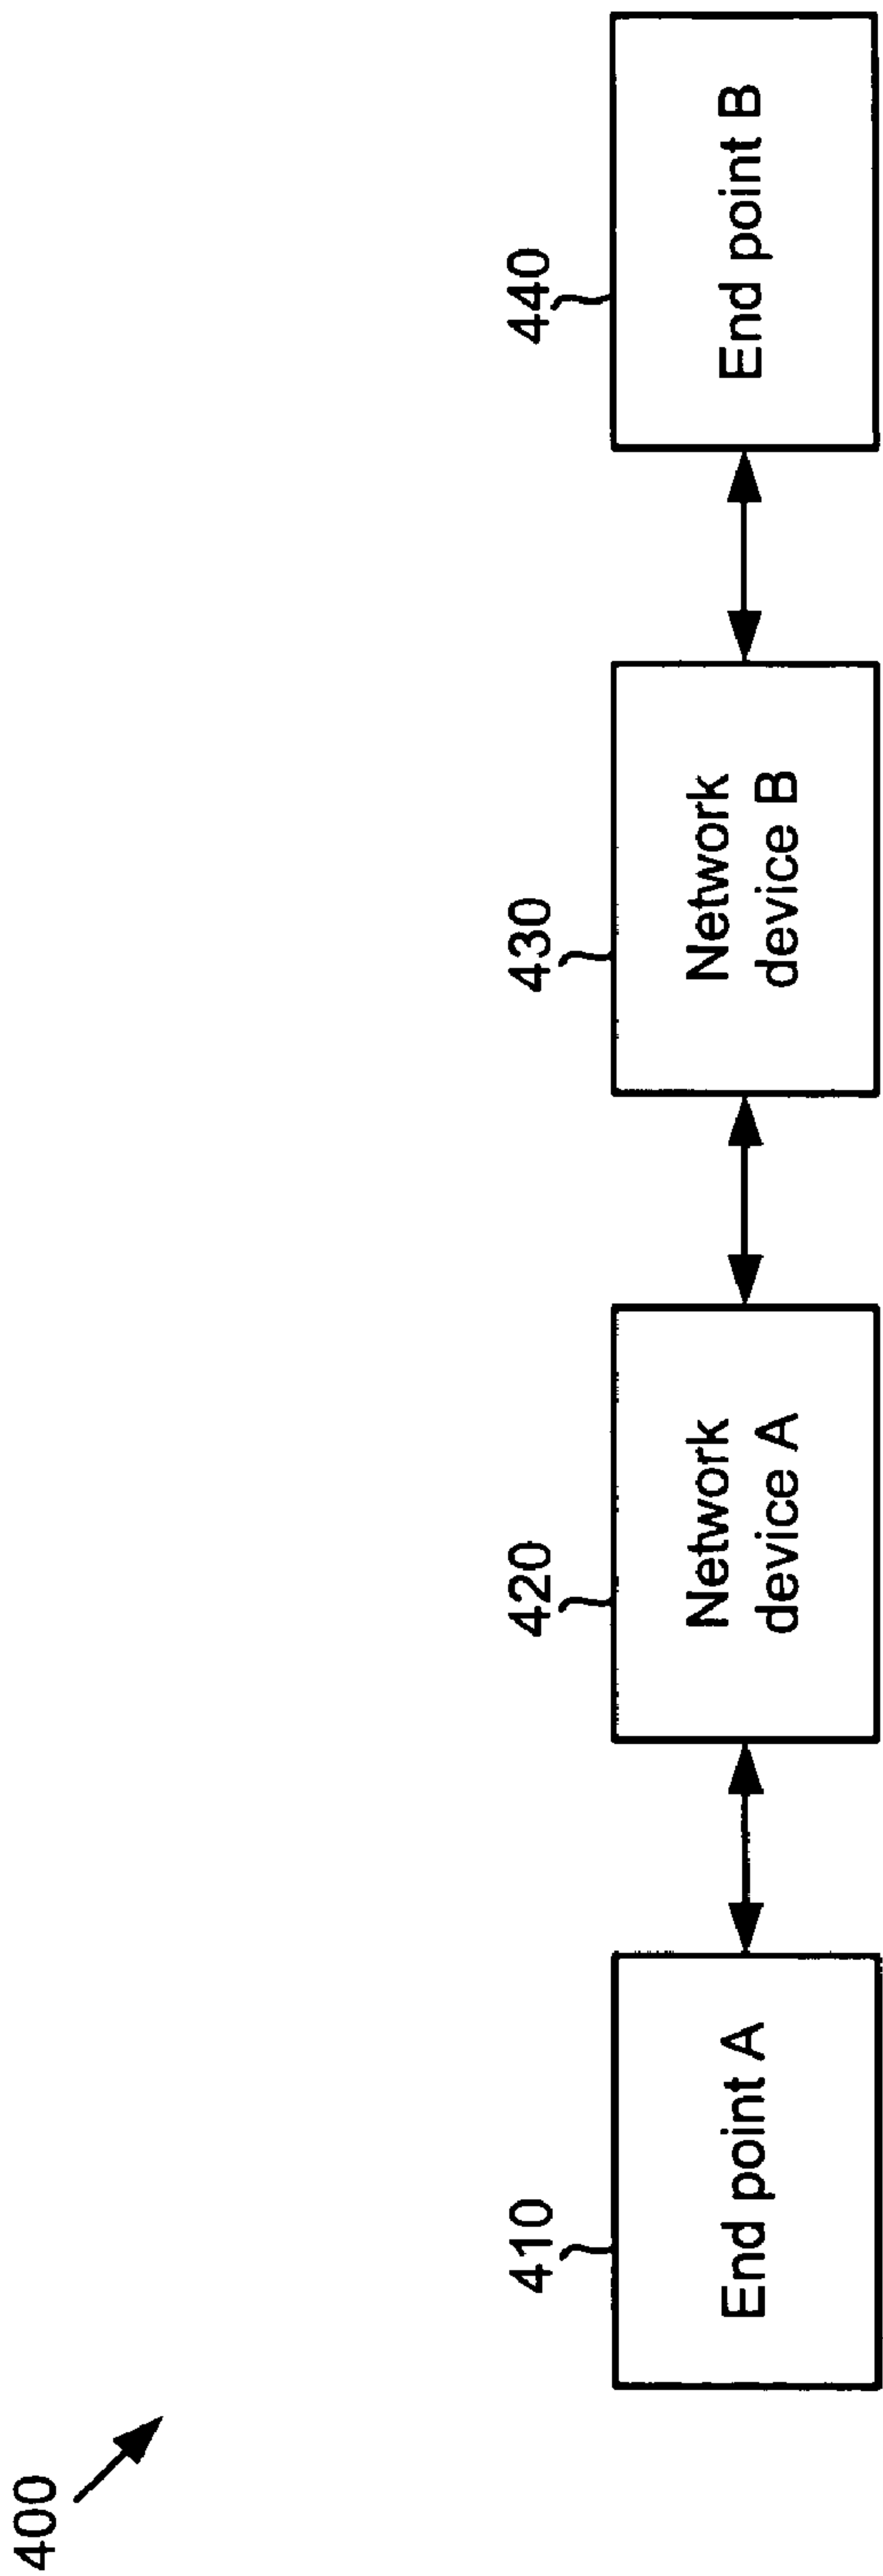 400
410
End point A
420
Network
device A
430
Network
device B
440
End point B